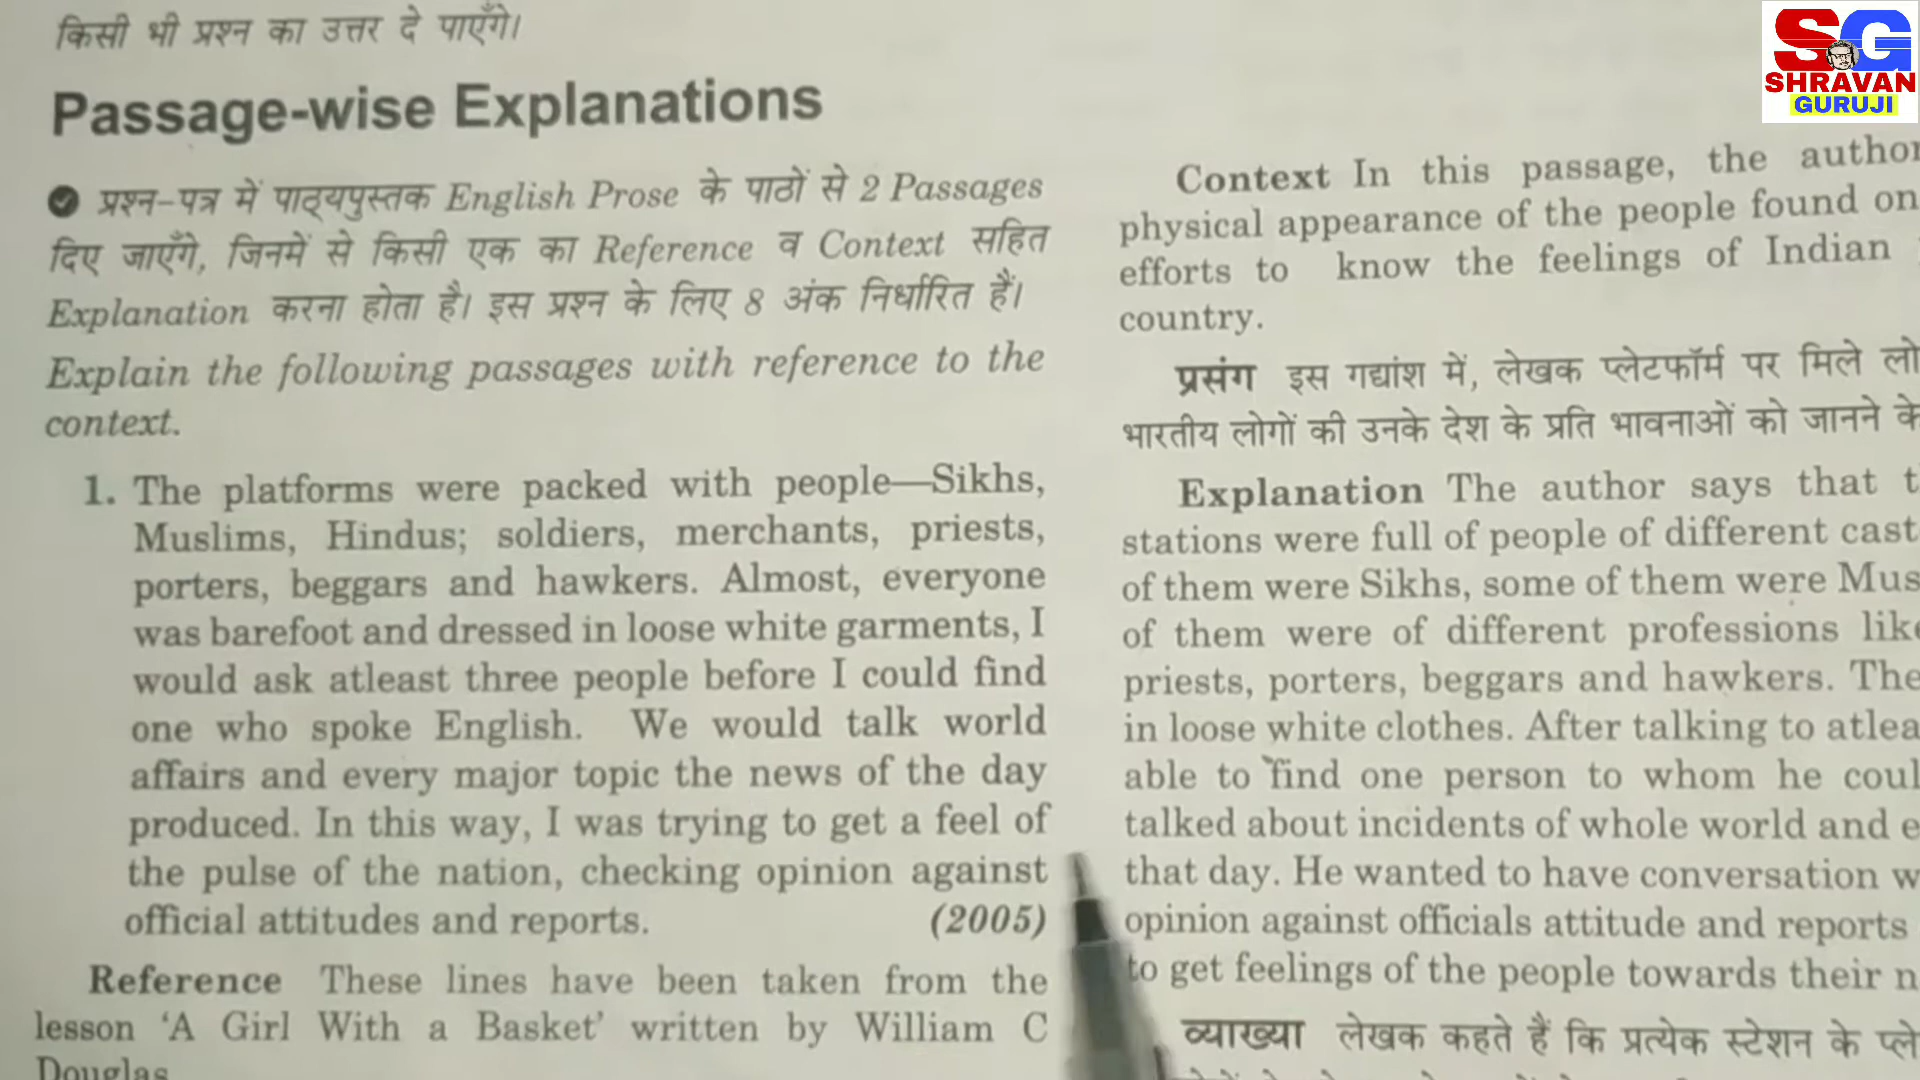 किसी भी प्रश्न का उत्तर दे पाएँगे।
Passage-wise Explanations
प्रश्न-पत्र में पाठ्यपुस्तक English Prose के पाठों से 2 Passages
दिए जाएँगे, जिनमें से किसी एक का Reference व Context सहित
Explanation करना होता है। इस प्रश्न के लिए 8 अंक निर्धारित हैं।
Explain the following passages with reference to the
context.
1. The platforms were packed with people—Sikhs,
Muslims, Hindus; soldiers, merchants, priests,
porters, beggars and hawkers. Almost, everyone
was barefoot and dressed in loose white garments, I
would ask atleast three people before I could find
one who spoke English. We would talk world
affairs and every major topic the news of the day
produced. In this way, I was trying to get a feel of
the pulse of the nation, checking opinion against
official attitudes and reports. (2005)
Reference These lines have been taken from the
lesson ‘A Girl With a Basket’ written by William C
Douglas
Context In this passage, the author
physical appearance of the people found on
efforts to know the feelings of Indian
country.
प्रसंग इस गद्यांश में, लेखक प्लेटफॉर्म पर मिले लो
भारतीय लोगों की उनके देश के प्रति भावनाओं को जानने के
Explanation The author says that t
stations were full of people of different cast
of them were Sikhs, some of them were Mus
of them were of different professions like
priests, porters, beggars and hawkers. The
in loose white clothes. After talking to atlea
able to find one person to whom he coul
talked about incidents of whole world and e
that day. He wanted to have conversation w
opinion against officials attitude and reports
to get feelings of the people towards their n
व्याख्या लेखक कहते हैं कि प्रत्येक स्टेशन के प्ले
SG
SHRAVAN
GURUJI